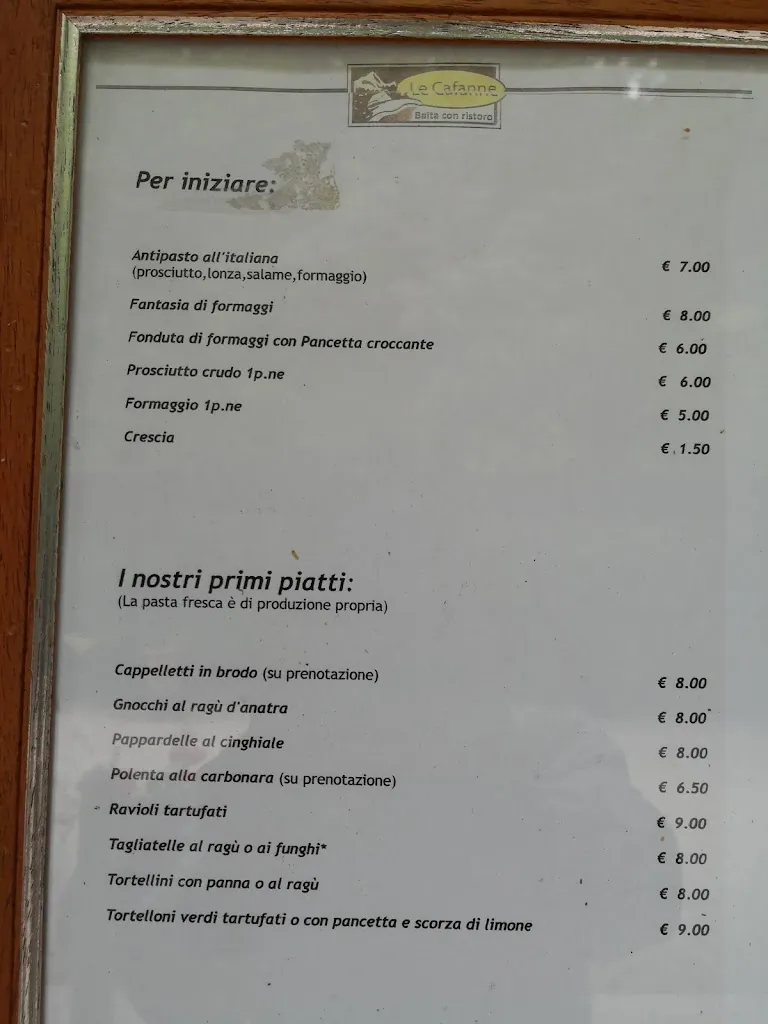 Le Cafanne
Baita con ristoro
Per iniziare:
Antipasto all'italiana € 7.00
(prosciutto,lonza,salame,formaggio)
Fantasia di formaggi € 8.00
Fonduta di formaggi con Pancetta croccante € 6.00
Prosciutto crudo 1p.ne € 6.00
Formaggio 1p.ne € 5.00
Crescia € 1.50
I nostri primi piatti:
(La pasta fresca è di produzione propria)
Cappelletti in brodo (su prenotazione) € 8.00
Gnocchi al ragù d'anatra € 8.00
Pappardelle al cinghiale € 8.00
Polenta alla carbonara (su prenotazione) € 6.50
Ravioli tartufati € 9.00
Tagliatelle al ragù o ai funghi* € 8.00
Tortellini con panna o al ragù € 8.00
Tortelloni verdi tartufati o con pancetta e scorza di limone € 9.00